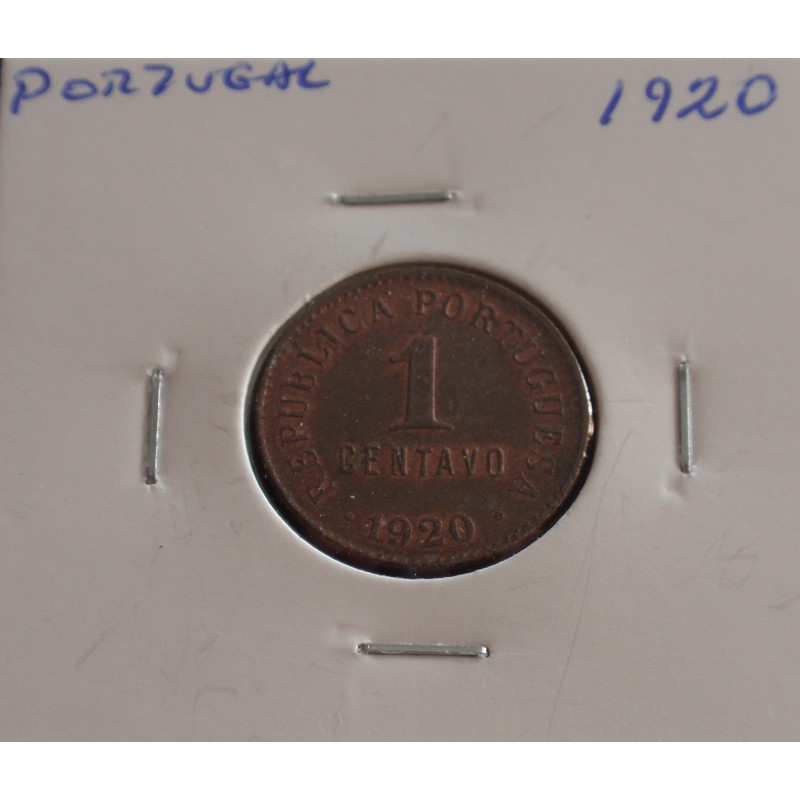 PORTUGAL 1920
REPUBLICA PORTUGUESA
1
CENTAVO
1920